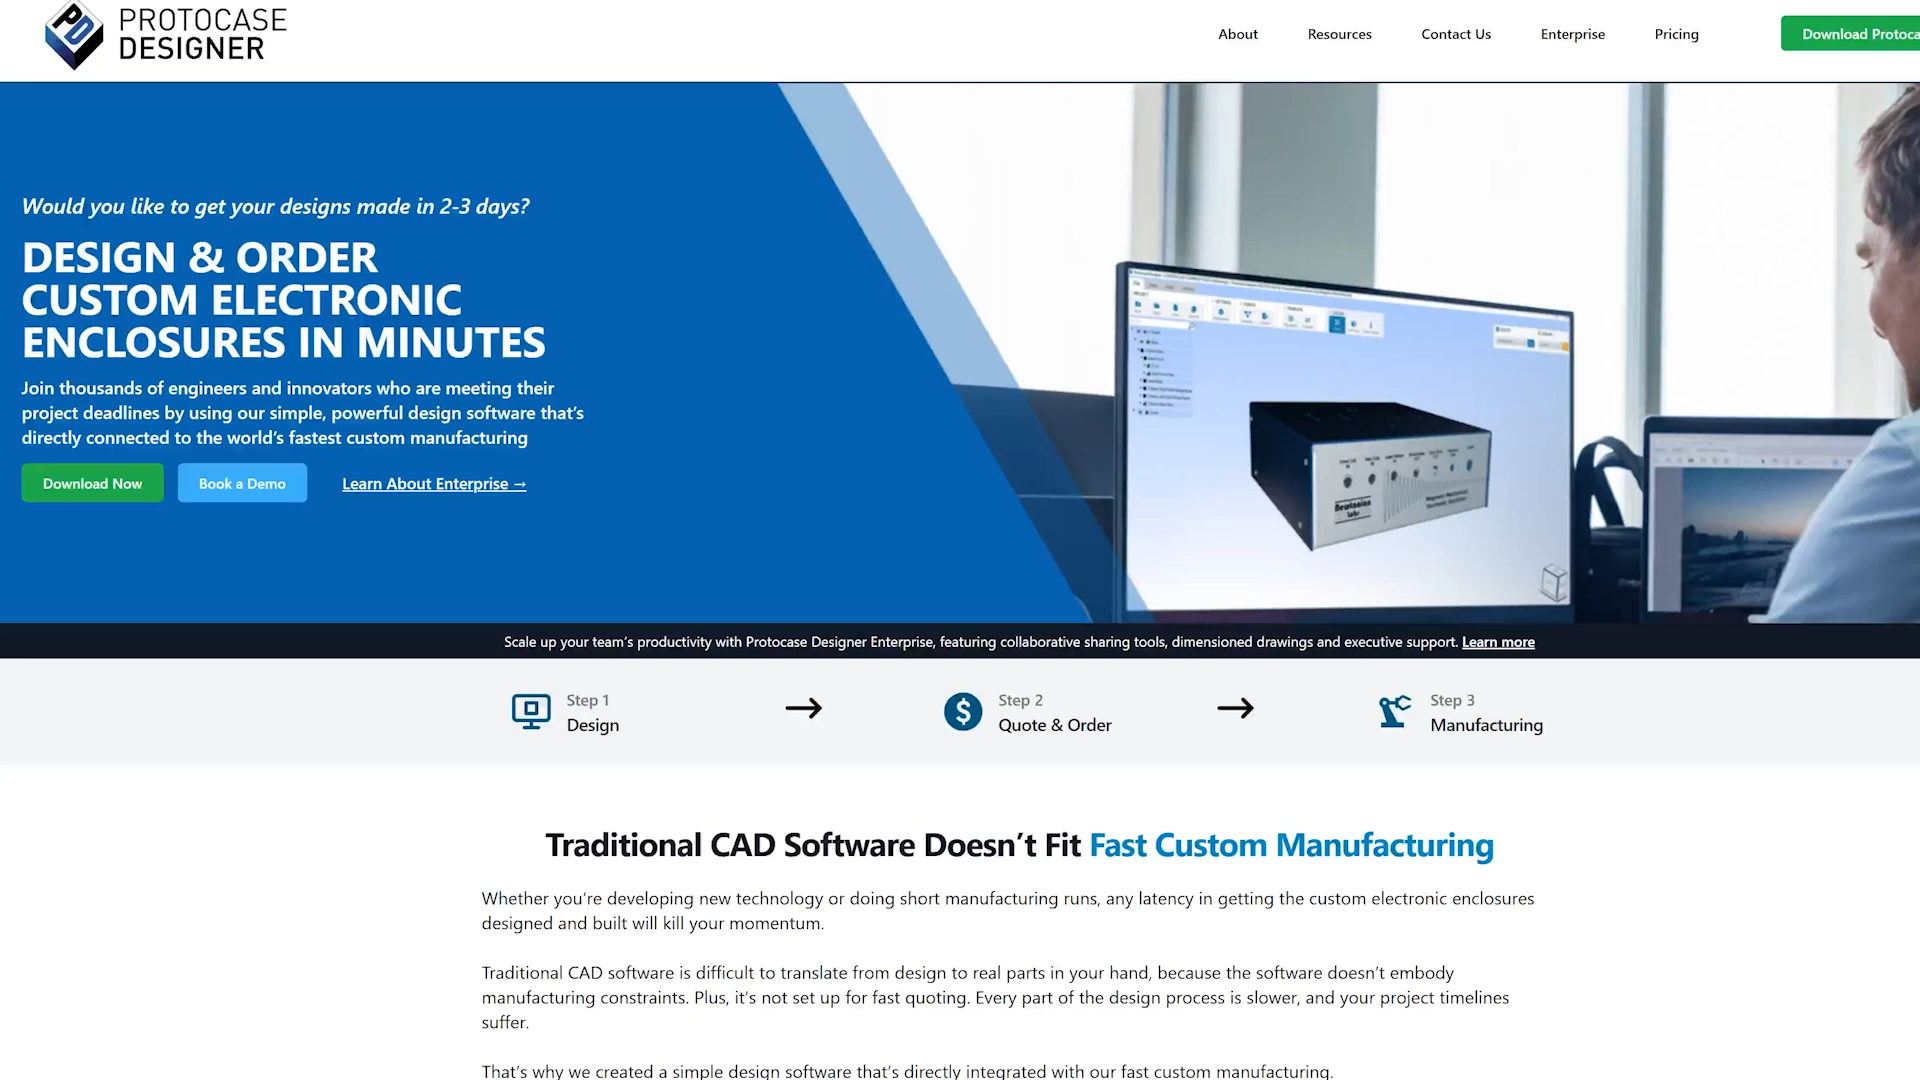 PROTOCASE
DESIGNER
About
Resources
Contact Us
Enterprise
Pricing
Download Protoca
Would you like to get your designs made in 2-3 days?
DESIGN & ORDER
CUSTOM ELECTRONIC
ENCLOSURES IN MINUTES
Join thousands of engineers and innovators who are meeting their
project deadlines by using our simple, powerful design software that’s
directly connected to the world’s fastest custom manufacturing
Download Now
Book a Demo
Learn About Enterprise →
Newtonian
Labs
Scale up your team’s productivity with Protocase Designer Enterprise, featuring collaborative sharing tools, dimensioned drawings and executive support. Learn more
Step 1
Design
Step 2
Quote & Order
Step 3
Manufacturing
Traditional CAD Software Doesn’t Fit Fast Custom Manufacturing
Whether you’re developing new technology or doing short manufacturing runs, any latency in getting the custom electronic enclosures
designed and built will kill your momentum.
Traditional CAD software is difficult to translate from design to real parts in your hand, because the software doesn’t embody
manufacturing constraints. Plus, it’s not set up for fast quoting. Every part of the design process is slower, and your project timelines
suffer.
That’s why we created a simple design software that’s directly integrated with our fast custom manufacturing.